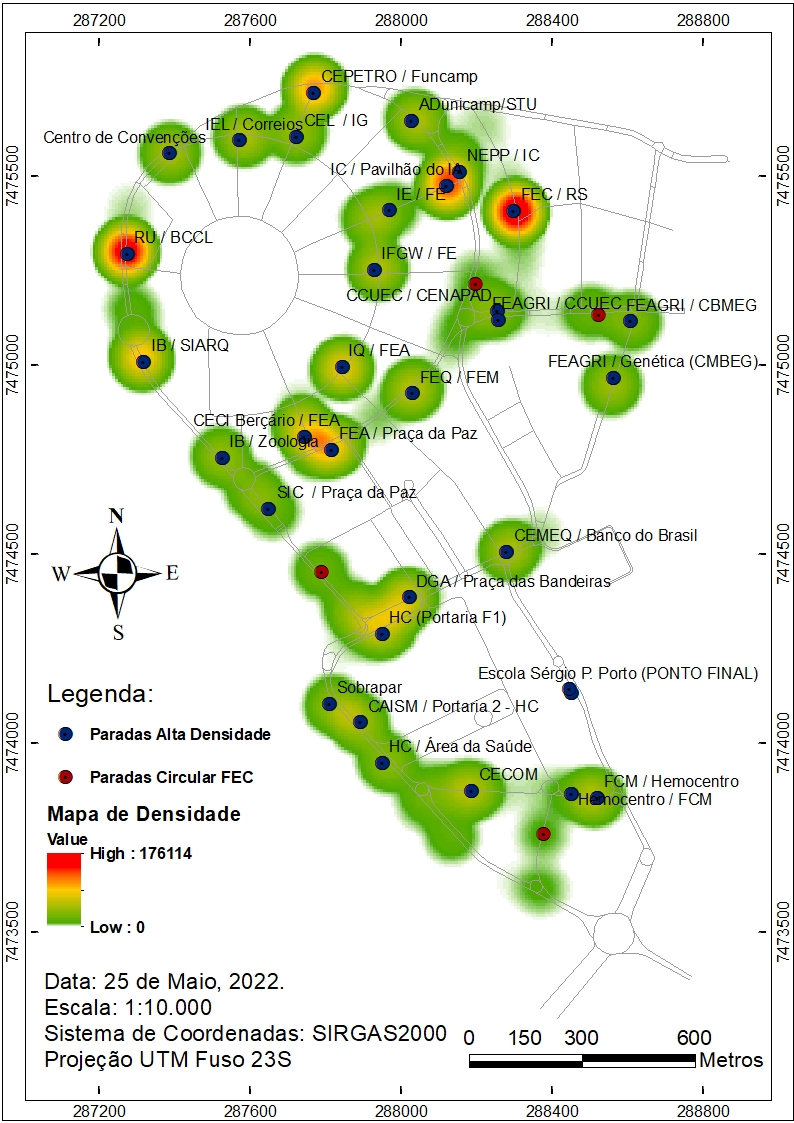 287200 287600 288000 288400 288800
CEPETRO / Funcamp
ADunicamp/STU
IEL / Correios
CEL / IG
Centro de Convenções
NEPP / IC
IC / Pavilhão do IA
7475500
7475500
IE / FE
FEC / RS
RU / BCCL
IFGW / FE
CCUEC / CENAPAD
FEAGRI / CCUEC
FEAGRI / CBMEG
IB / SIARQ
IQ / FEA
7475000
7475000
FEAGRI / Genética (CMBEG)
FEQ / FEM
CECI Berçário / FEA
FEA / Praça da Paz
IB / Zoologia
SIC / Praça da Paz
N
W
E
S
CEMEQ / Banco do Brasil
7474500
7474500
DGA / Praça das Bandeiras
HC (Portaria F1)
Escola Sérgio P. Porto (PONTO FINAL)
Sobrapar
CAISM / Portaria 2 - HC
HC / Área da Saúde
7474000
7474000
CECOM
FCM / Hemocentro
Hemocentro / FCM
7473500
7473500
Legenda:
Paradas Alta Densidade
Paradas Circular FEC
Mapa de Densidade
Value
High : 176114
Low : 0
Data: 25 de Maio, 2022.
Escala: 1:10.000
Sistema de Coordenadas: SIRGAS2000
Projeção UTM Fuso 23S
0 150 300 600
Metros
287200 287600 288000 288400 288800